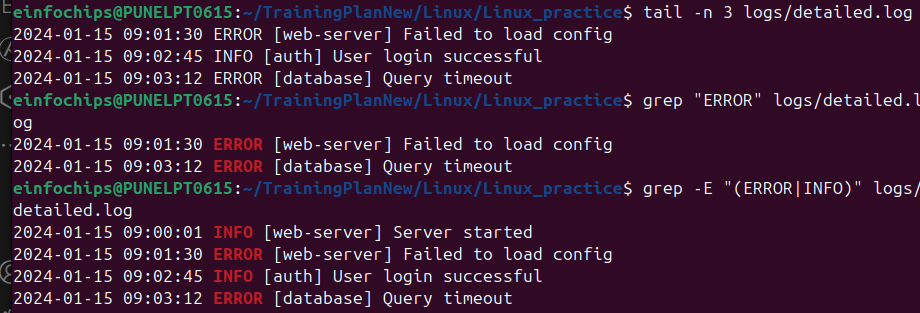 einfochips@PUNELPT0615:~/TrainingPlanNew/Linux/Linux_practice$ tail -n 3 logs/detailed.log
2024-01-15 09:01:30 ERROR [web-server] Failed to load config
2024-01-15 09:02:45 INFO [auth] User login successful
2024-01-15 09:03:12 ERROR [database] Query timeout
einfochips@PUNELPT0615:~/TrainingPlanNew/Linux/Linux_practice$ grep "ERROR" logs/detailed.l
og
2024-01-15 09:01:30 ERROR [web-server] Failed to load config
2024-01-15 09:03:12 ERROR [database] Query timeout
einfochips@PUNELPT0615:~/TrainingPlanNew/Linux/Linux_practice$ grep -E "(ERROR|INFO)" logs/
detailed.log
2024-01-15 09:00:01 INFO [web-server] Server started
2024-01-15 09:01:30 ERROR [web-server] Failed to load config
2024-01-15 09:02:45 INFO [auth] User login successful
2024-01-15 09:03:12 ERROR [database] Query timeout